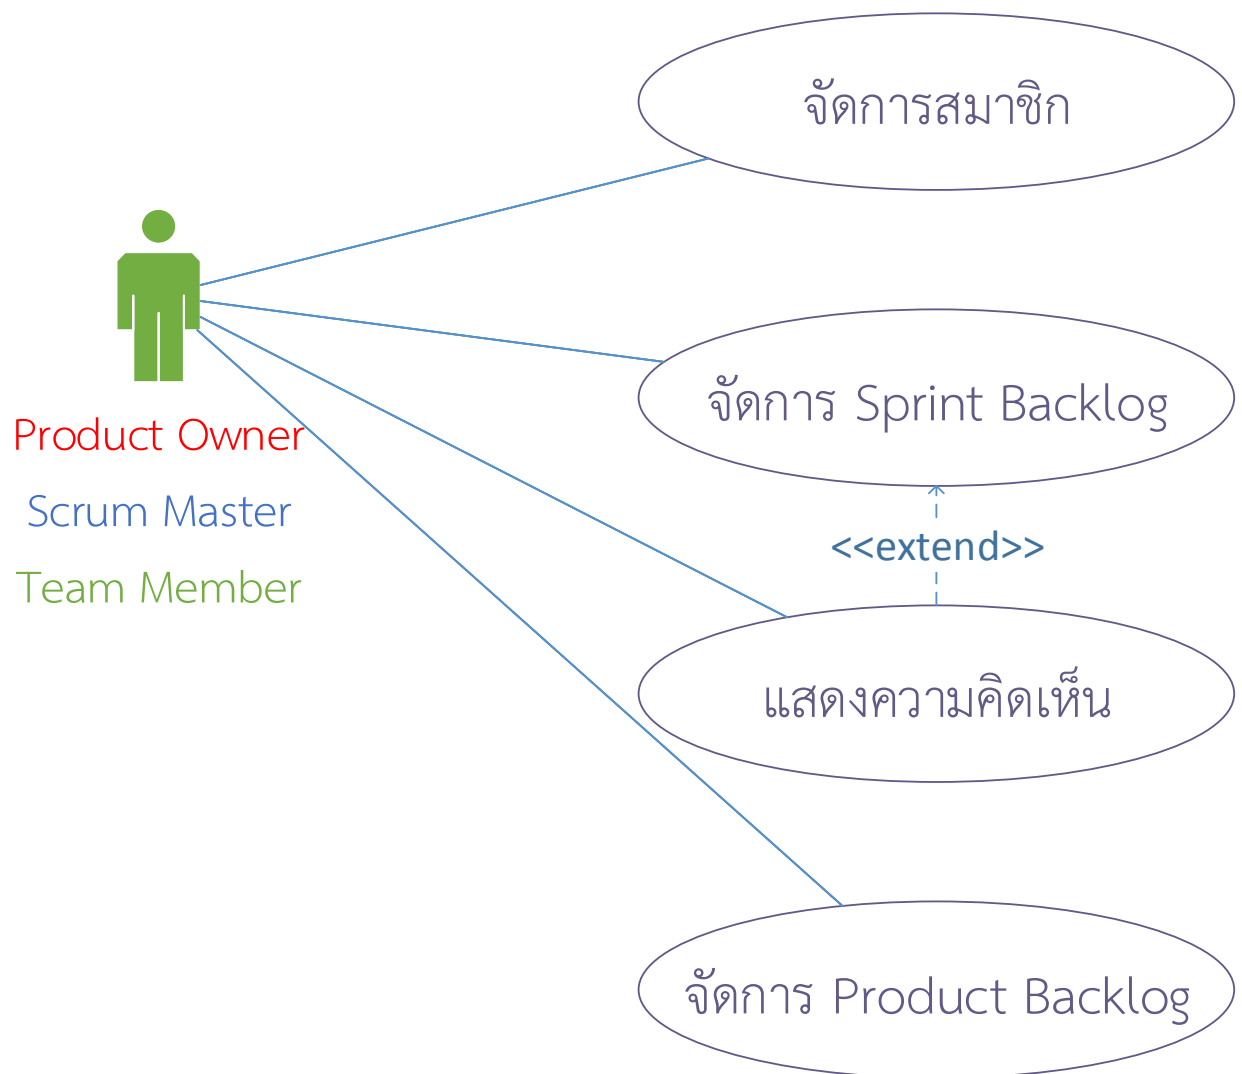 จัดการสมาชิก
Product Owner
Scrum Master
Team Member
จัดการ Sprint Backlog
<<extend>>
แสดงความคิดเห็น
จัดการ Product Backlog